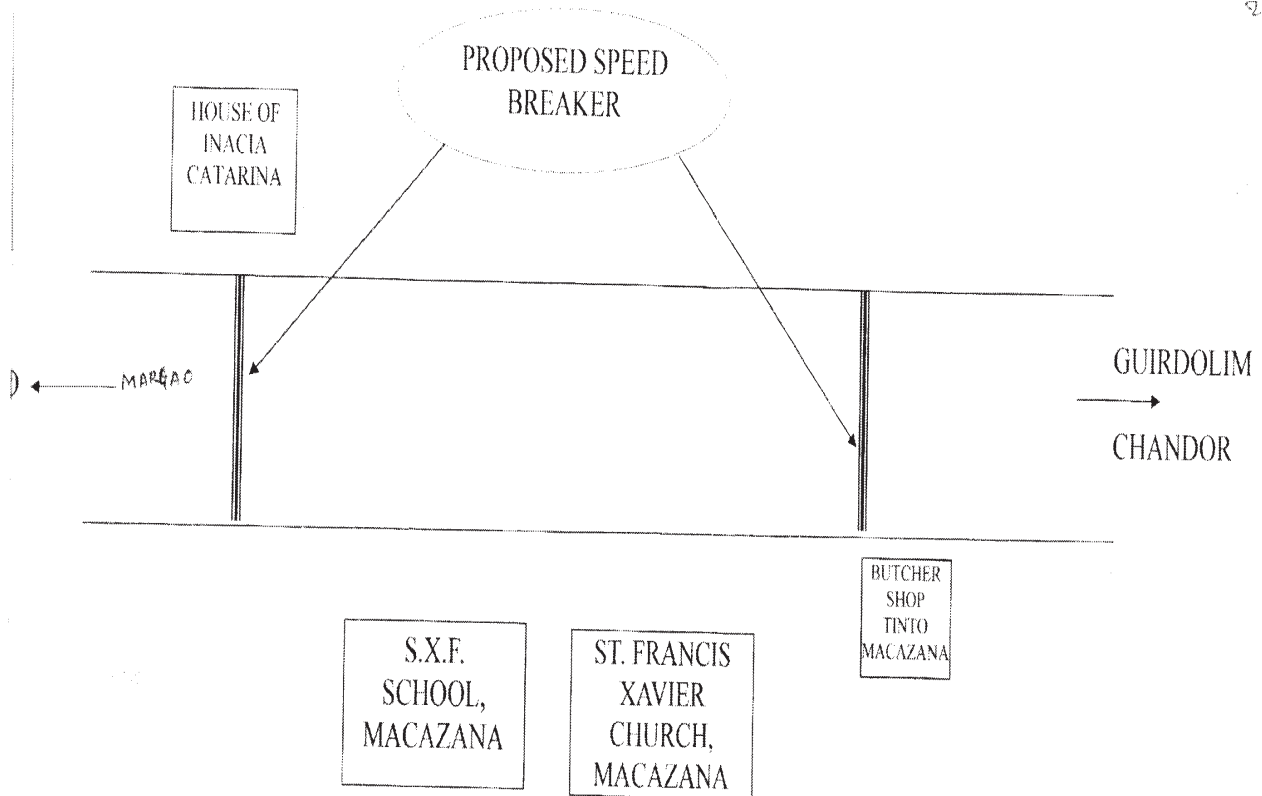 PROPOSED SPEED
BREAKER
HOUSE OF
INACIA
CATARINA
MARGAO
GUIRDOLIM
CHANDOR
BUTCHER
SHOP
TINTO
MACAZANA
S.X.F.
SCHOOL,
MACAZANA
ST. FRANCIS
XAVIER
CHURCH,
MACAZANA